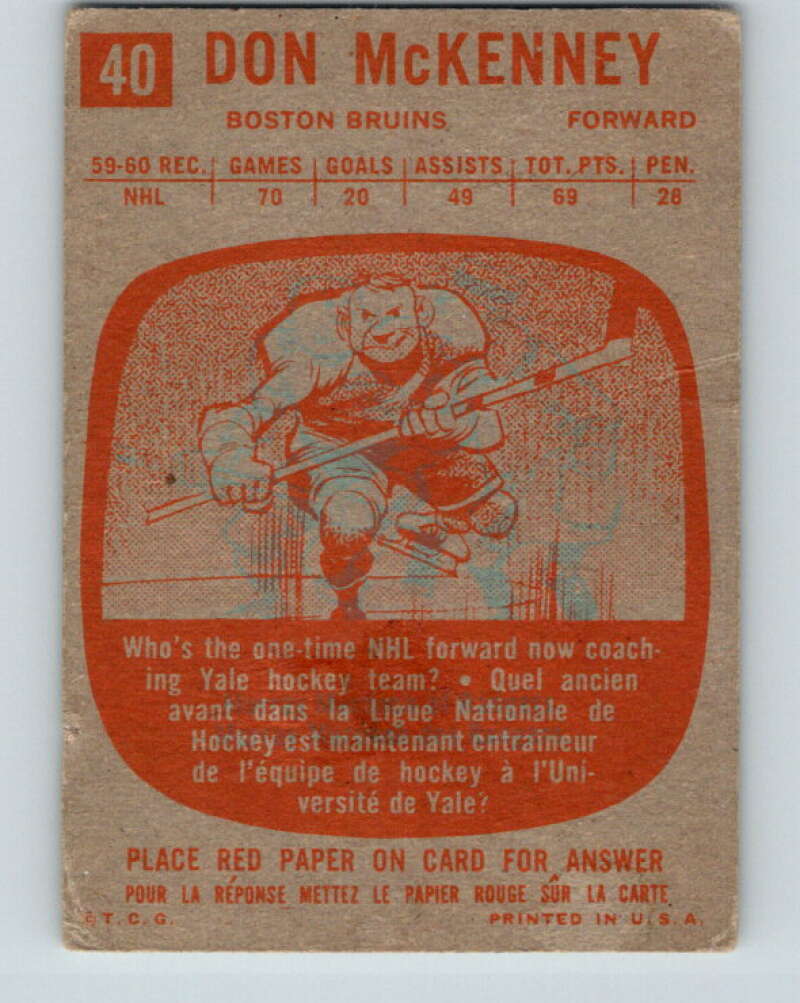 40 DON McKENNEY
BOSTON BRUINS FORWARD
59-60 REC. GAMES GOALS ASSISTS TOT. PTS. PEN.
NHL 70 20 49 69 28
Who's the one-time NHL forward now coach-
ing Yale hockey team? • Quel ancien
avant dans la Ligue Nationale de
Hockey est maintenant entraineur
de l'équipe de hockey à l'Uni-
versité de Yale?
PLACE RED PAPER ON CARD FOR ANSWER
POUR LA RÉPONSE METTEZ LE PAPIER ROUGE SÛR LA CARTE
© T. C. G. PRINTED IN U. S. A.